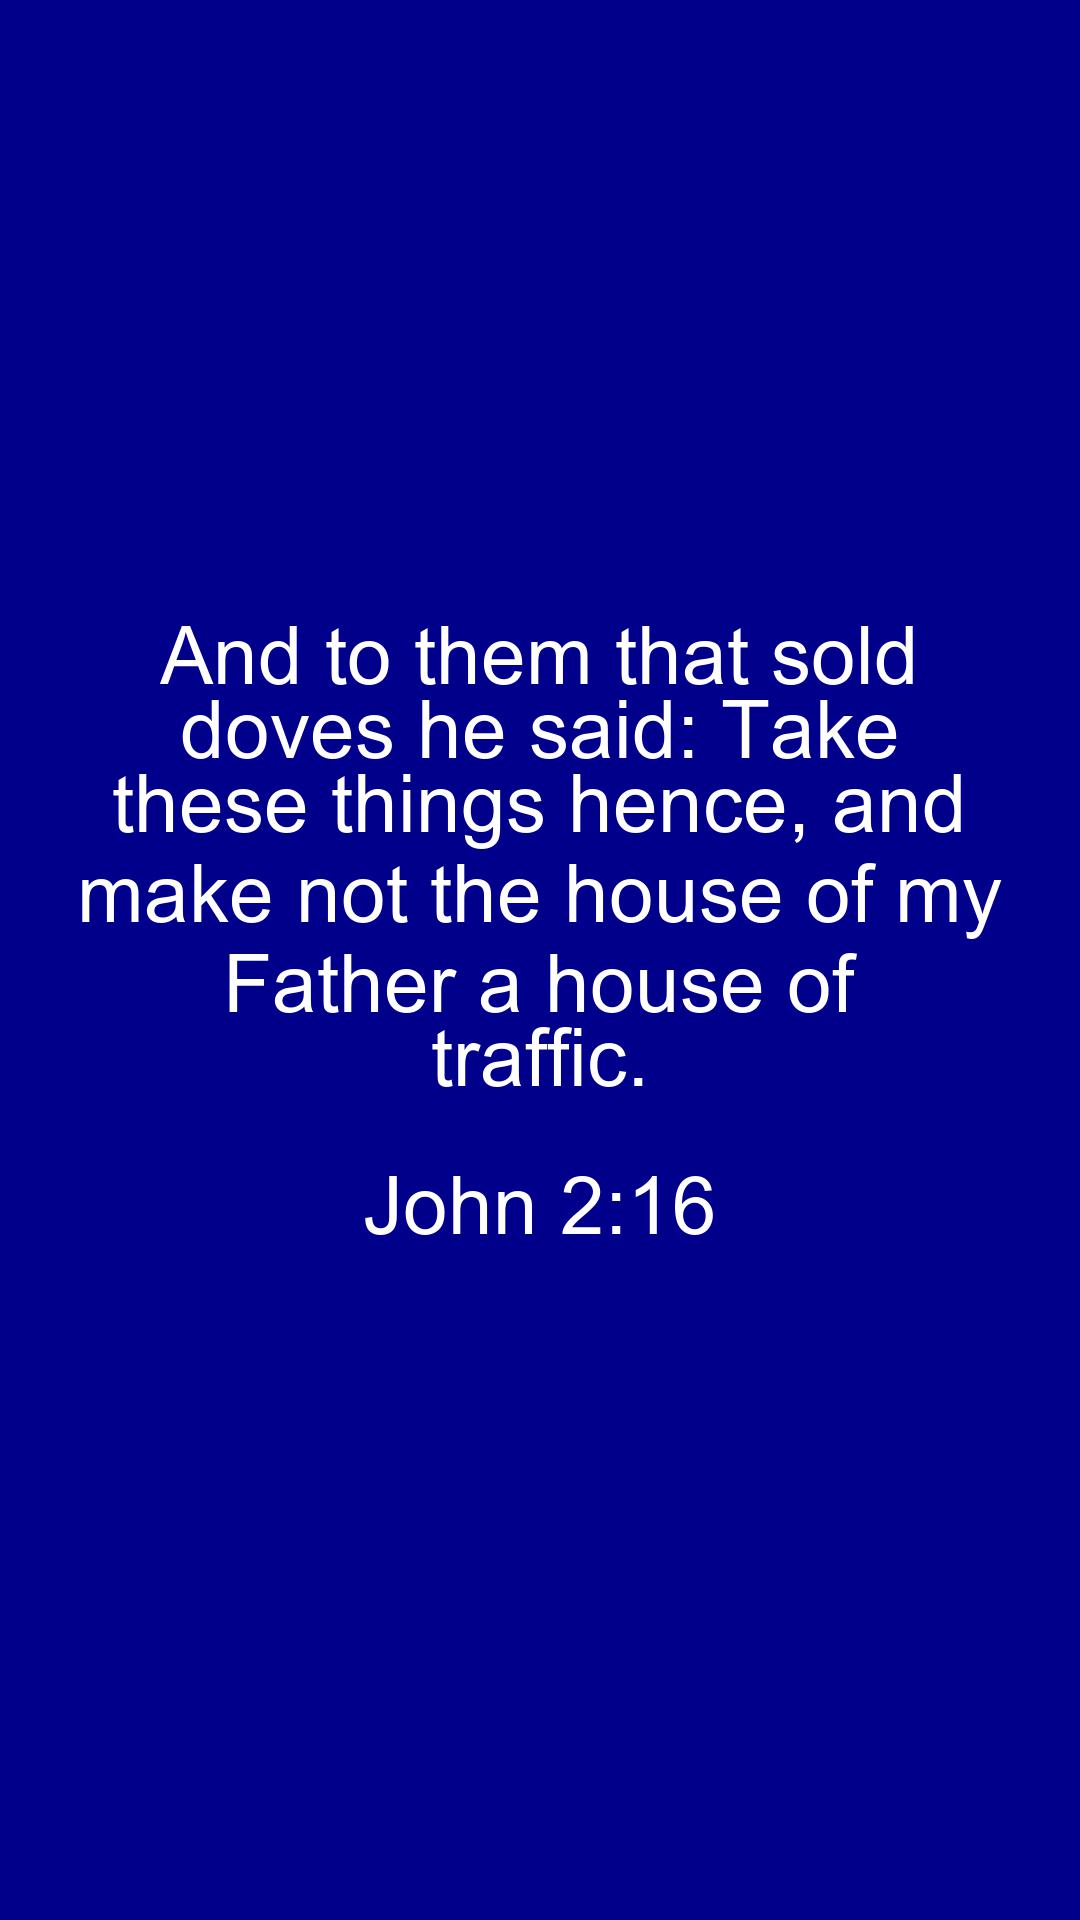 And to them that sold
doves he said: Take
these things hence, and
make not the house of my
Father a house of
traffic.
John 2:16